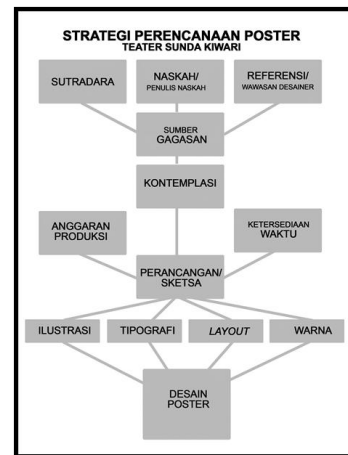 STRATEGI PERENCANAAN POSTER
TEATER SUNDA KIWARI
SUTRADARA
NASKAH/
PENULIS NASKAH
REFERENSI/
WAWASAN DESAINER
SUMBER
GAGASAN
KONTEMPLASI
ANGGARAN
PRODUKSI
KETERSEDIAAN
WAKTU
PERANCANGAN/
SKETSA
ILUSTRASI
TIPOGRAFI
LAYOUT
WARNA
DESAIN
POSTER